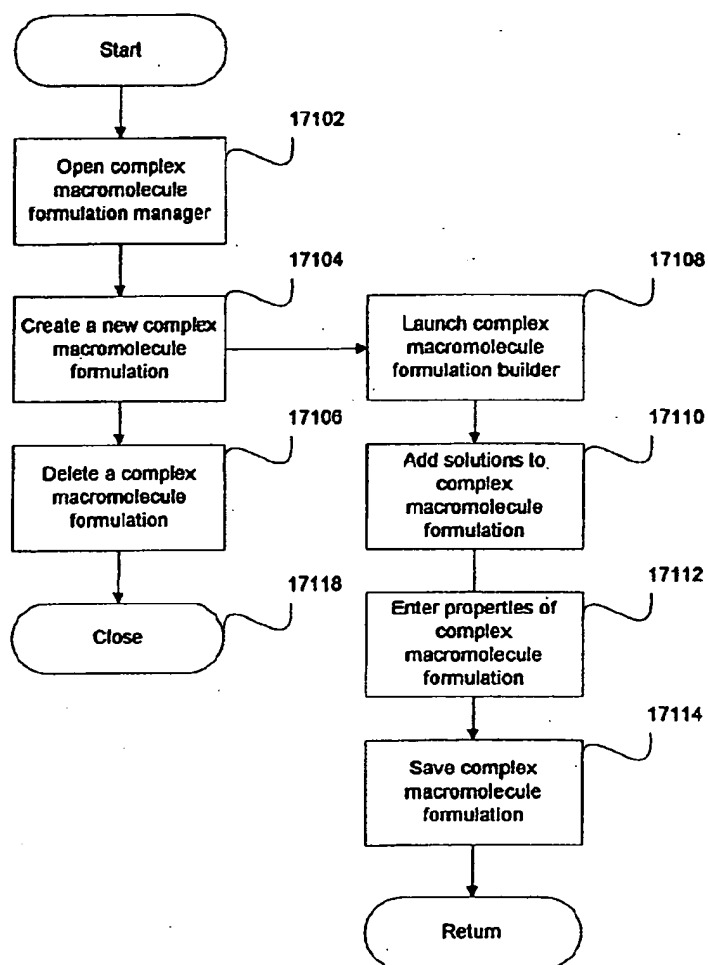 Start
17102
Open complex
macromolecule
formulation manager
17104
Create a new complex
macromolecule
formulation
17106
Delete a complex
macromolecule
formulation
17118
Close
17108
Launch complex
macromolecule
formulation builder
17110
Add solutions to
complex
macromolecule
formulation
17112
Enter properties of
complex
macromolecule
formulation
17114
Save complex
macromolecule
formulation
Return